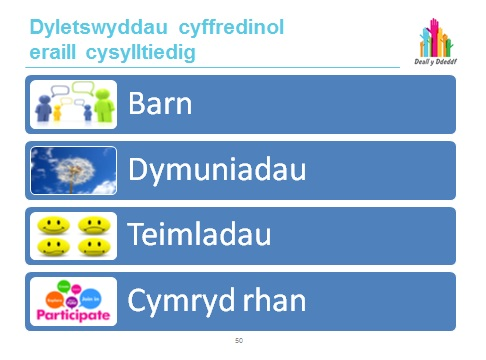 Dyletswyddau cyffredinol
eraill cysylltiedig
Deall y Ddeddf
Barn
Dymuniadau
Teimladau
Participate
Cymryd rhan
50